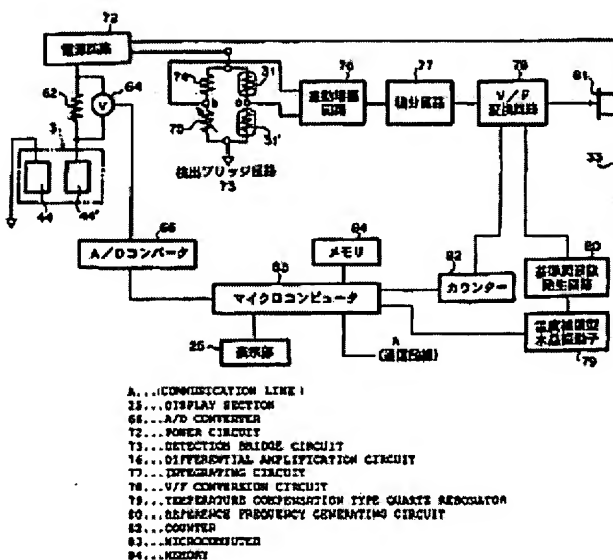 72
電源回路
62
64
V
74
31
b
a
75
31'
検出ブリッジ回路
73
76
差動増幅
回路
77
積分回路
78
V/F
変換回路
81
33
3
44
44'
66
A/Dコンバータ
84
メモリ
83
マイクロコンピュータ
82
カウンター
80
基準周波数
発生回路
温度補償型
水晶振動子
79
25
表示部
A
(通信回線)
A...(COMMUNICATION LINE)
25...DISPLAY SECTION
66...A/D CONVERTER
72...POWER CIRCUIT
73...DETECTION BRIDGE CIRCUIT
76...DIFFERENTIAL AMPLIFICATION CIRCUIT
77...INTEGRATING CIRCUIT
78...V/F CONVERSION CIRCUIT
79...TEMPERATURE COMPENSATION TYPE QUARTZ RESONATOR
80...REFERENCE FREQUENCY GENERATING CIRCUIT
82...COUNTER
83...MICROCOMPUTER
84...MEMORY